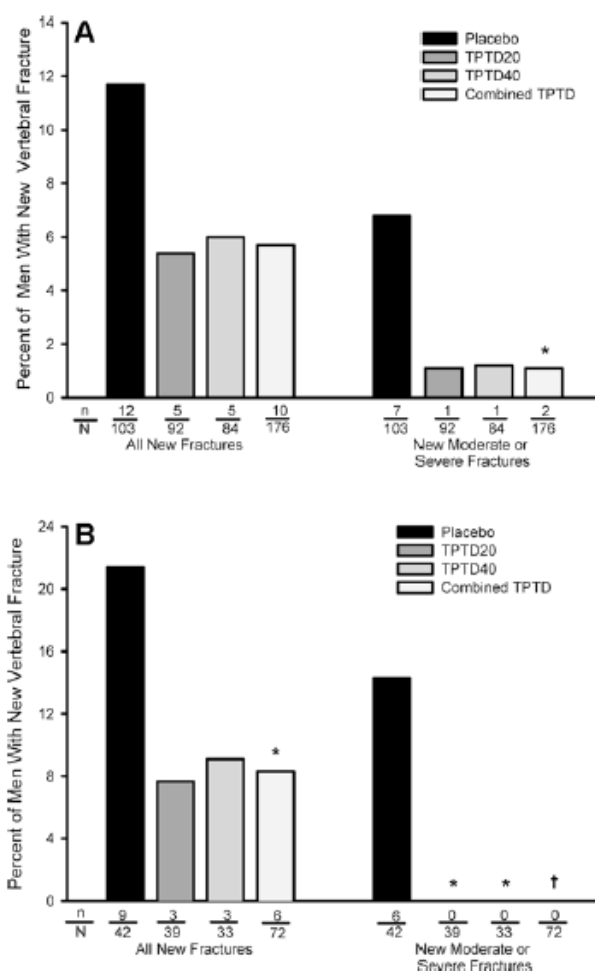 A
Percent of Men With New Vertebral Fracture
14
12
10
8
6
4
2
0
Placebo
TPTD20
TPTD40
Combined TPTD
*
n 12 5 5 10 7 1 1 2
N 103 92 84 176 103 92 84 176
All New Fractures
New Moderate or
Severe Fractures
B
Percent of Men With New Vertebral Fracture
24
20
16
12
8
4
0
Placebo
TPTD20
TPTD40
Combined TPTD
*
* * †
n 9 3 3 6 6 0 0 0
N 42 39 33 72 42 39 33 72
All New Fractures
New Moderate or
Severe Fractures